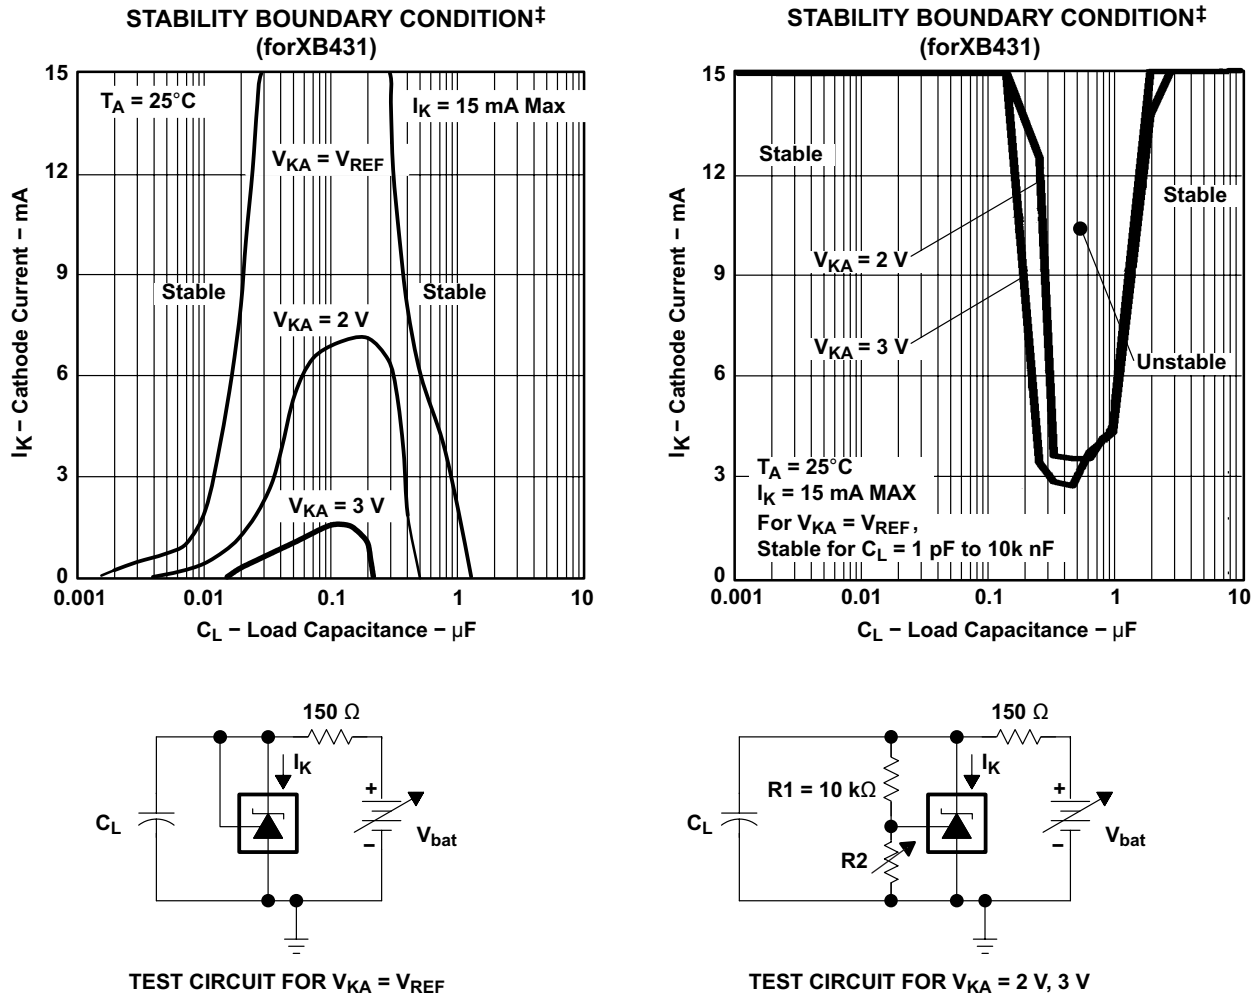 STABILITY BOUNDARY CONDITION‡
(forXB431)
15
12
9
6
3
0
IK − Cathode Current − mA
TA = 25°C
IK = 15 mA Max
VKA = VREF
Stable
Stable
VKA = 2 V
VKA = 3 V
0.001
0.01
0.1
1
10
CL − Load Capacitance − μF
STABILITY BOUNDARY CONDITION‡
(forXB431)
15
12
9
6
3
0
IK − Cathode Current − mA
Stable
Stable
VKA = 2 V
VKA = 3 V
Unstable
TA = 25°C
IK = 15 mA MAX
For VKA = VREF,
Stable for CL = 1 pF to 10k nF
0.001
0.01
0.1
1
10
CL − Load Capacitance − μF
150 Ω
IK
CL
+
−
Vbat
TEST CIRCUIT FOR VKA = VREF
150 Ω
IK
R1 = 10 kΩ
CL
R2
+
−
Vbat
TEST CIRCUIT FOR VKA = 2 V, 3 V